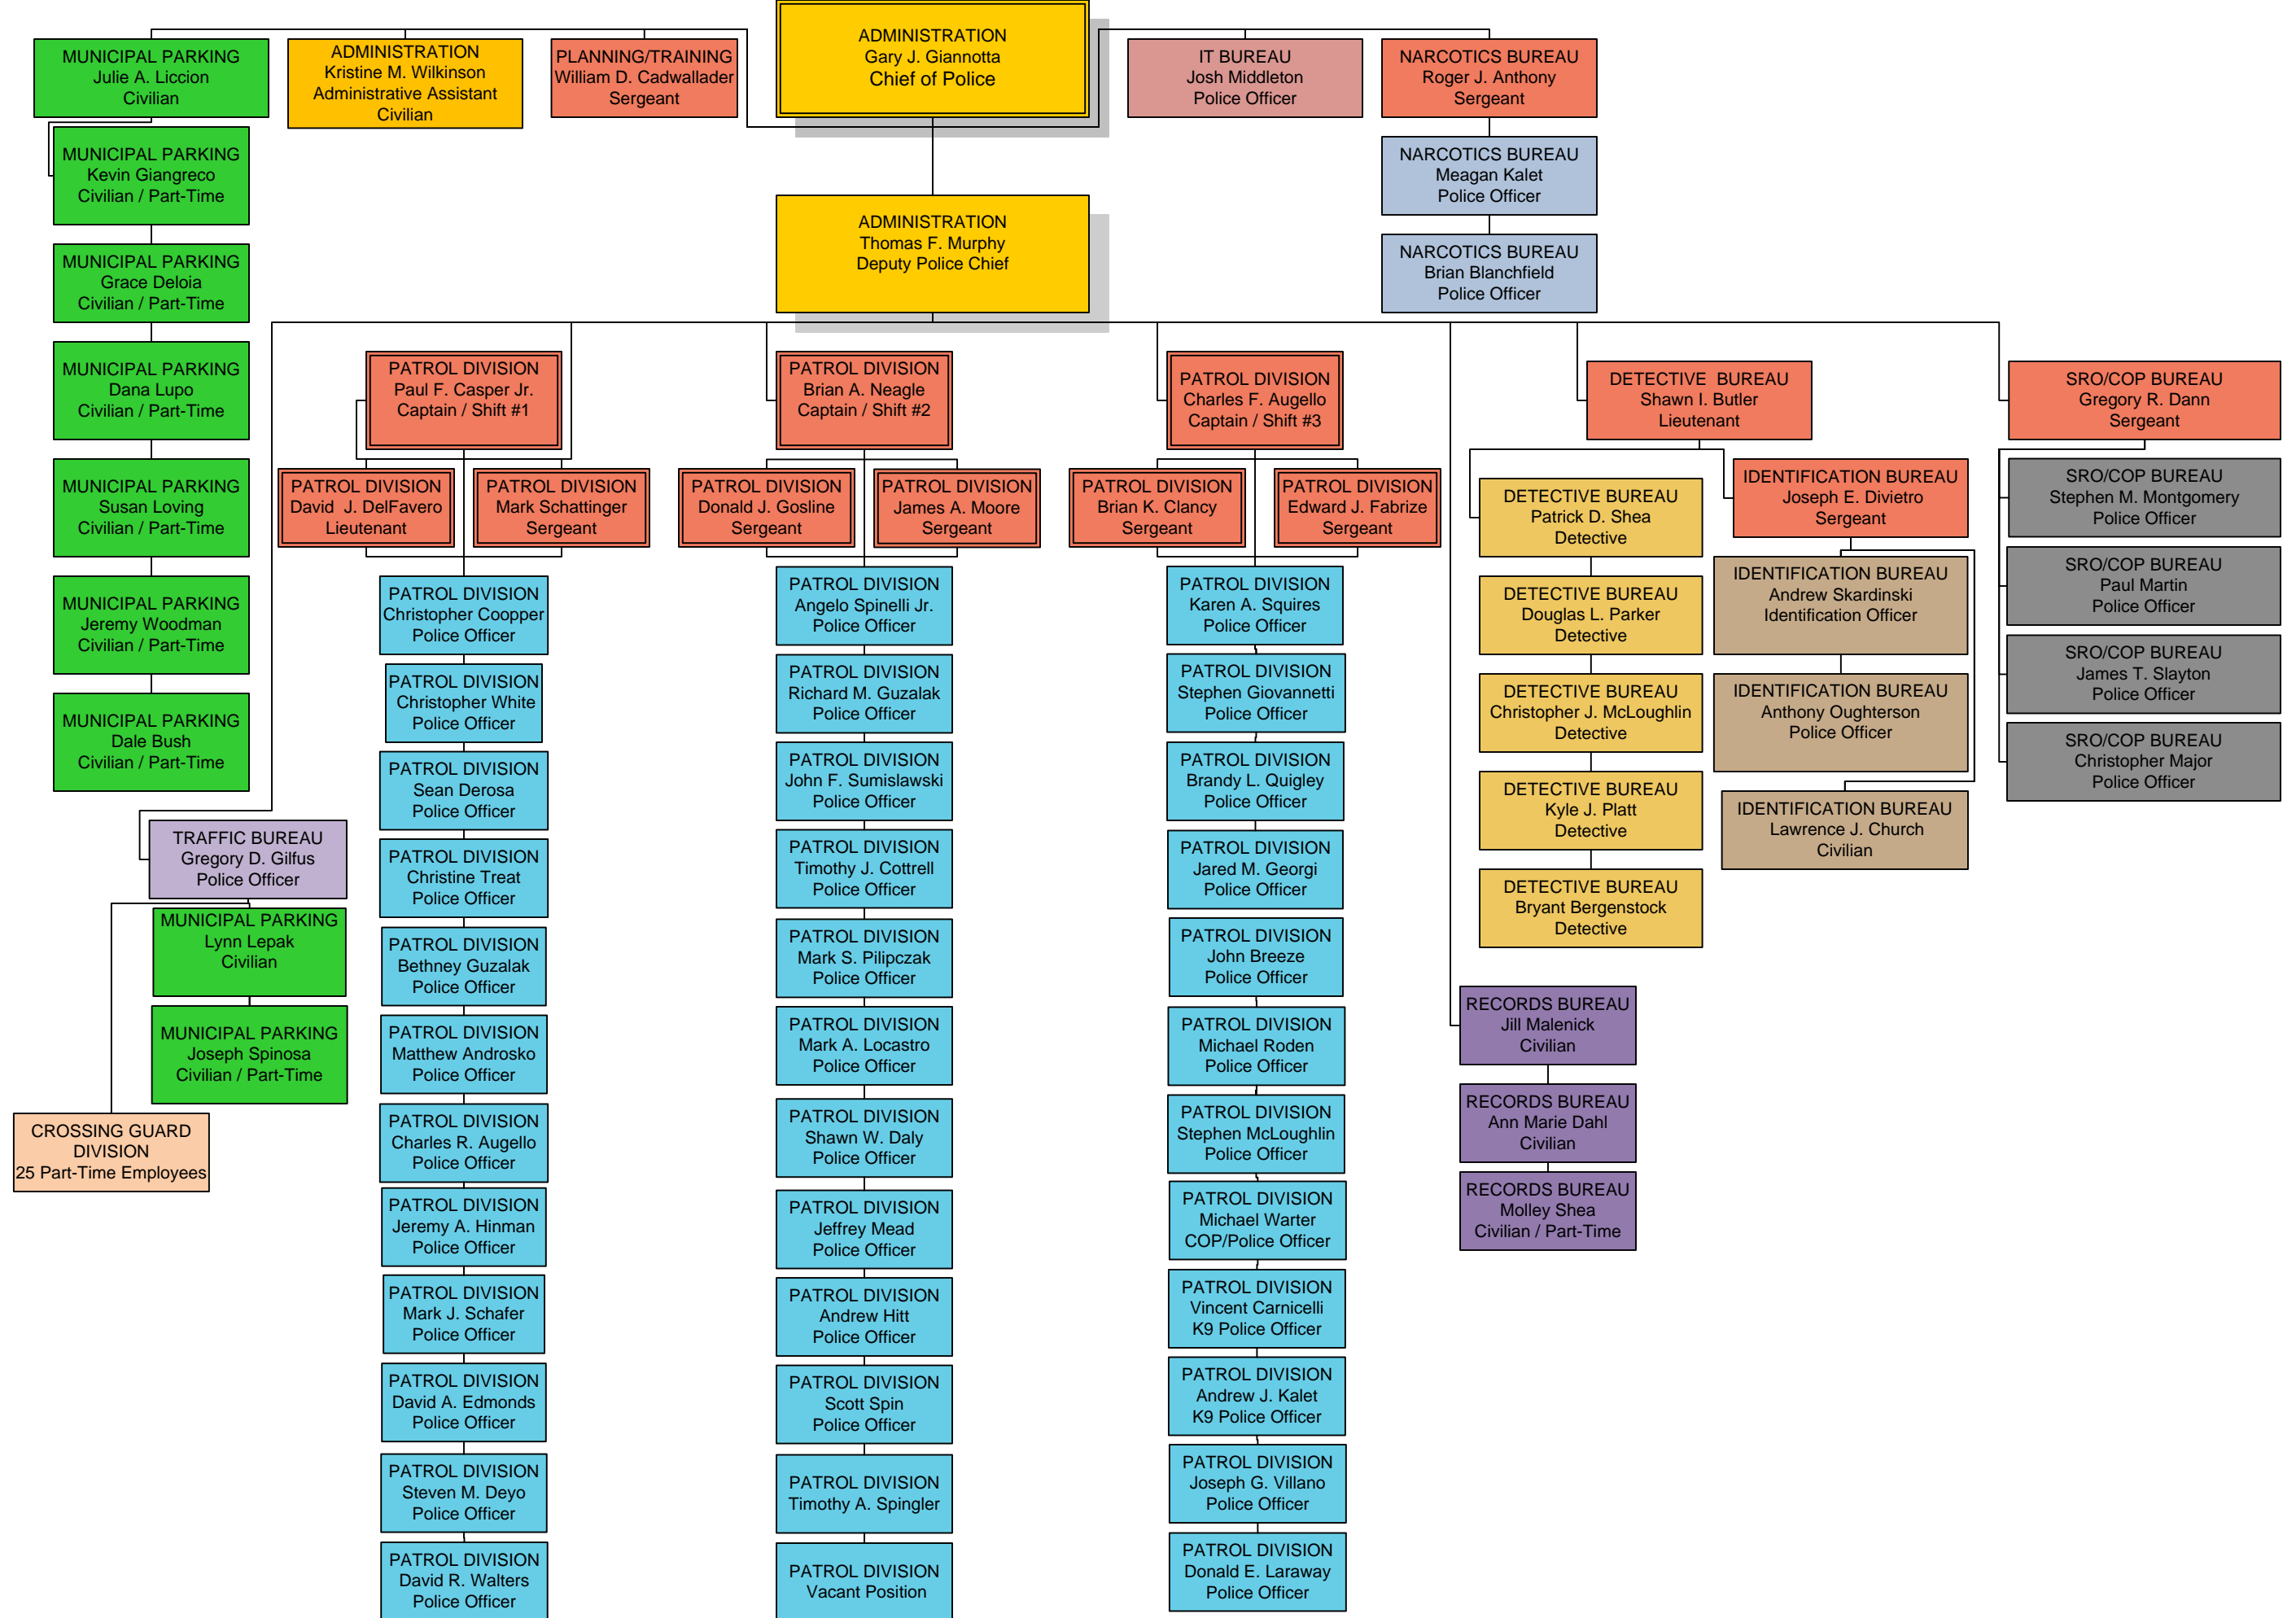 ADMINISTRATION
Gary J. Giannotta
Chief of Police
MUNICIPAL PARKING
Julie A. Liccion
Civilian
ADMINISTRATION
Kristine M. Wilkinson
Administrative Assistant
Civilian
PLANNING/TRAINING
William D. Cadwallader
Sergeant
IT BUREAU
Josh Middleton
Police Officer
NARCOTICS BUREAU
Roger J. Anthony
Sergeant
NARCOTICS BUREAU
Meagan Kalet
Police Officer
NARCOTICS BUREAU
Brian Blanchfield
Police Officer
MUNICIPAL PARKING
Kevin Giangreco
Civilian / Part-Time
MUNICIPAL PARKING
Grace Deloia
Civilian / Part-Time
MUNICIPAL PARKING
Dana Lupo
Civilian / Part-Time
MUNICIPAL PARKING
Susan Loving
Civilian / Part-Time
MUNICIPAL PARKING
Jeremy Woodman
Civilian / Part-Time
MUNICIPAL PARKING
Dale Bush
Civilian / Part-Time
ADMINISTRATION
Thomas F. Murphy
Deputy Police Chief
TRAFFIC BUREAU
Gregory D. Gilfus
Police Officer
MUNICIPAL PARKING
Lynn Lepak
Civilian
MUNICIPAL PARKING
Joseph Spinosa
Civilian / Part-Time
CROSSING GUARD
DIVISION
25 Part-Time Employees
PATROL DIVISION
Paul F. Casper Jr.
Captain / Shift #1
PATROL DIVISION
David  J. DelFavero
Lieutenant
PATROL DIVISION
Mark Schattinger
Sergeant
PATROL DIVISION
Christopher Coopper
Police Officer
PATROL DIVISION
Christopher White
Police Officer
PATROL DIVISION
Sean Derosa
Police Officer
PATROL DIVISION
Christine Treat
Police Officer
PATROL DIVISION
Bethney Guzalak
Police Officer
PATROL DIVISION
Matthew Androsko
Police Officer
PATROL DIVISION
Charles R. Augello
Police Officer
PATROL DIVISION
Jeremy A. Hinman
Police Officer
PATROL DIVISION
Mark J. Schafer
Police Officer
PATROL DIVISION
David A. Edmonds
Police Officer
PATROL DIVISION
Steven M. Deyo
Police Officer
PATROL DIVISION
David R. Walters
Police Officer
PATROL DIVISION
Brian A. Neagle
Captain / Shift #2
PATROL DIVISION
Donald J. Gosline
Sergeant
PATROL DIVISION
James A. Moore
Sergeant
PATROL DIVISION
Angelo Spinelli Jr.
Police Officer
PATROL DIVISION
Richard M. Guzalak
Police Officer
PATROL DIVISION
John F. Sumislawski
Police Officer
PATROL DIVISION
Timothy J. Cottrell
Police Officer
PATROL DIVISION
Mark S. Pilipczak
Police Officer
PATROL DIVISION
Mark A. Locastro
Police Officer
PATROL DIVISION
Shawn W. Daly
Police Officer
PATROL DIVISION
Jeffrey Mead
Police Officer
PATROL DIVISION
Andrew Hitt
Police Officer
PATROL DIVISION
Scott Spin
Police Officer
PATROL DIVISION
Timothy A. Spingler
PATROL DIVISION
Vacant Position
PATROL DIVISION
Charles F. Augello
Captain / Shift #3
PATROL DIVISION
Brian K. Clancy
Sergeant
PATROL DIVISION
Edward J. Fabrize
Sergeant
PATROL DIVISION
Karen A. Squires
Police Officer
PATROL DIVISION
Stephen Giovannetti
Police Officer
PATROL DIVISION
Brandy L. Quigley
Police Officer
PATROL DIVISION
Jared M. Georgi
Police Officer
PATROL DIVISION
John Breeze
Police Officer
PATROL DIVISION
Michael Roden
Police Officer
PATROL DIVISION
Stephen McLoughlin
Police Officer
PATROL DIVISION
Michael Warter
COP/Police Officer
PATROL DIVISION
Vincent Carnicelli
K9 Police Officer
PATROL DIVISION
Andrew J. Kalet
K9 Police Officer
PATROL DIVISION
Joseph G. Villano
Police Officer
PATROL DIVISION
Donald E. Laraway
Police Officer
DETECTIVE  BUREAU
Shawn I. Butler
Lieutenant
DETECTIVE BUREAU
Patrick D. Shea
Detective
DETECTIVE BUREAU
Douglas L. Parker
Detective
DETECTIVE BUREAU
Christopher J. McLoughlin
Detective
DETECTIVE BUREAU
Kyle J. Platt
Detective
DETECTIVE BUREAU
Bryant Bergenstock
Detective
IDENTIFICATION BUREAU
Joseph E. Divietro
Sergeant
IDENTIFICATION BUREAU
Andrew Skardinski
Identification Officer
IDENTIFICATION BUREAU
Anthony Oughterson
Police Officer
IDENTIFICATION BUREAU
Lawrence J. Church
Civilian
RECORDS BUREAU
Jill Malenick
Civilian
RECORDS BUREAU
Ann Marie Dahl
Civilian
RECORDS BUREAU
Molley Shea
Civilian / Part-Time
SRO/COP BUREAU
Gregory R. Dann
Sergeant
SRO/COP BUREAU
Stephen M. Montgomery
Police Officer
SRO/COP BUREAU
Paul Martin
Police Officer
SRO/COP BUREAU
James T. Slayton
Police Officer
SRO/COP BUREAU
Christopher Major
Police Officer